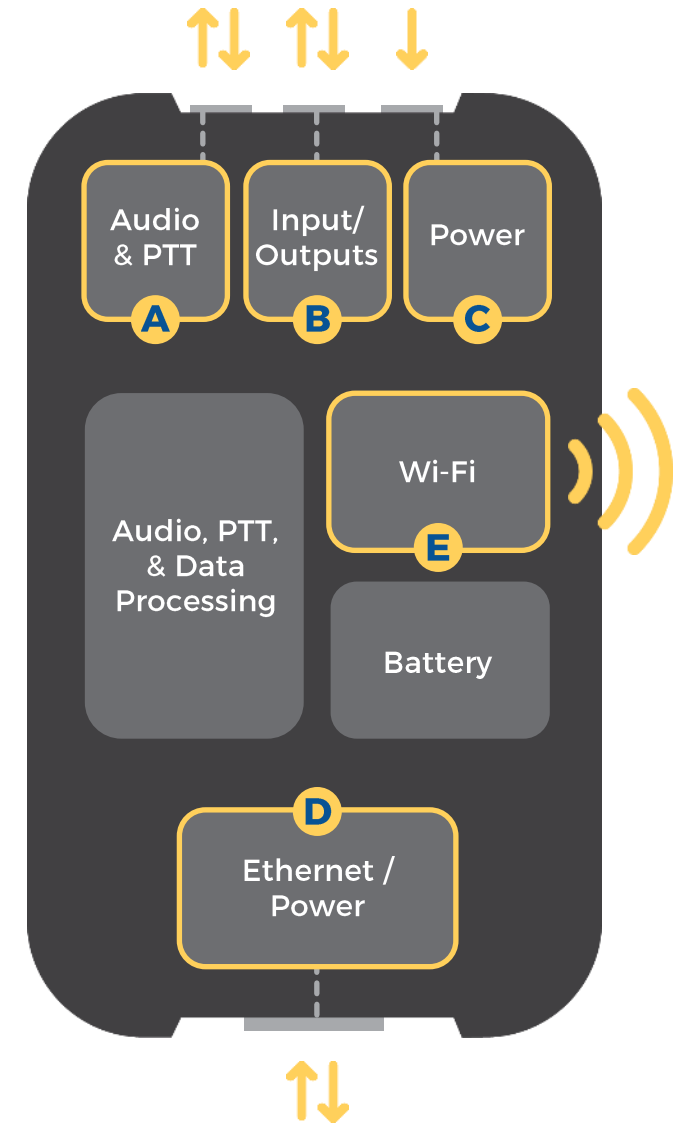 Audio
& PTT
A
Input/
Outputs
B
Power
C
Audio, PTT,
& Data
Processing
Wi-Fi
E
Battery
D
Ethernet /
Power